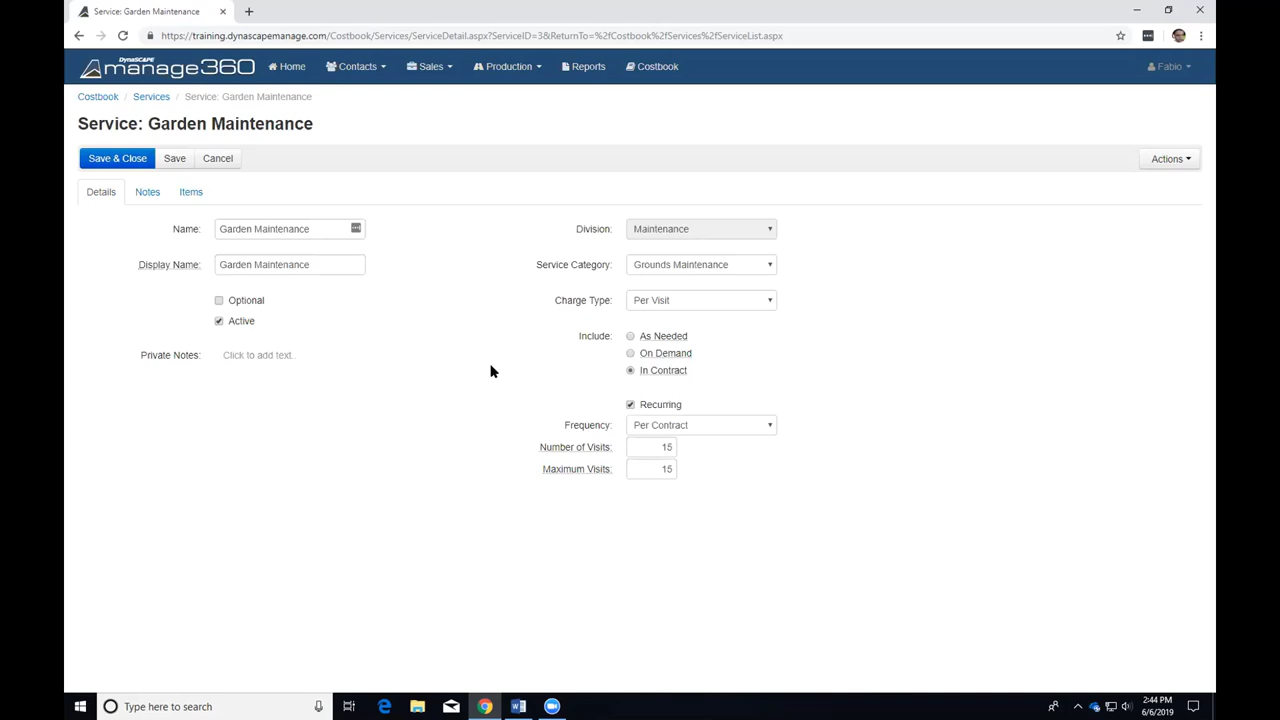 Service: Garden Maintenance
https://training.dynascapemanage.com/Costbook/Services/ServiceDetail.aspx?ServiceID=3&ReturnTo=%2fCostbook%2fServices%2fServiceList.aspx
DynaSCAPE
manage360 Home Contacts Sales Production Reports Costbook Fabio
Costbook / Services / Service: Garden Maintenance
Service: Garden Maintenance
Save & Close Save Cancel Actions
Details Notes Items
Name: Garden Maintenance Division: Maintenance
Display Name: Garden Maintenance Service Category: Grounds Maintenance
Optional Charge Type: Per Visit
Active
Include: As Needed
Private Notes: Click to add text.. On Demand
In Contract
Recurring
Frequency: Per Contract
Number of Visits: 15
Maximum Visits: 15
Type here to search 2:44 PM
6/6/2019